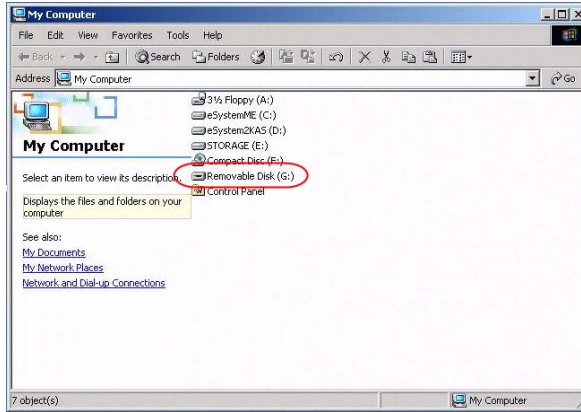 My Computer
File Edit View Favorites Tools Help
Back Search Folders
Address My Computer Go
3½ Floppy (A:)
eSystemME (C:)
eSystem2KAS (D:)
STORAGE (E:)
Compact Disc (F:)
Removable Disk (G:)
Control Panel
My Computer
Select an item to view its description.
Displays the files and folders on your
computer
See also:
My Documents
My Network Places
Network and Dial-up Connections
7 object(s) My Computer